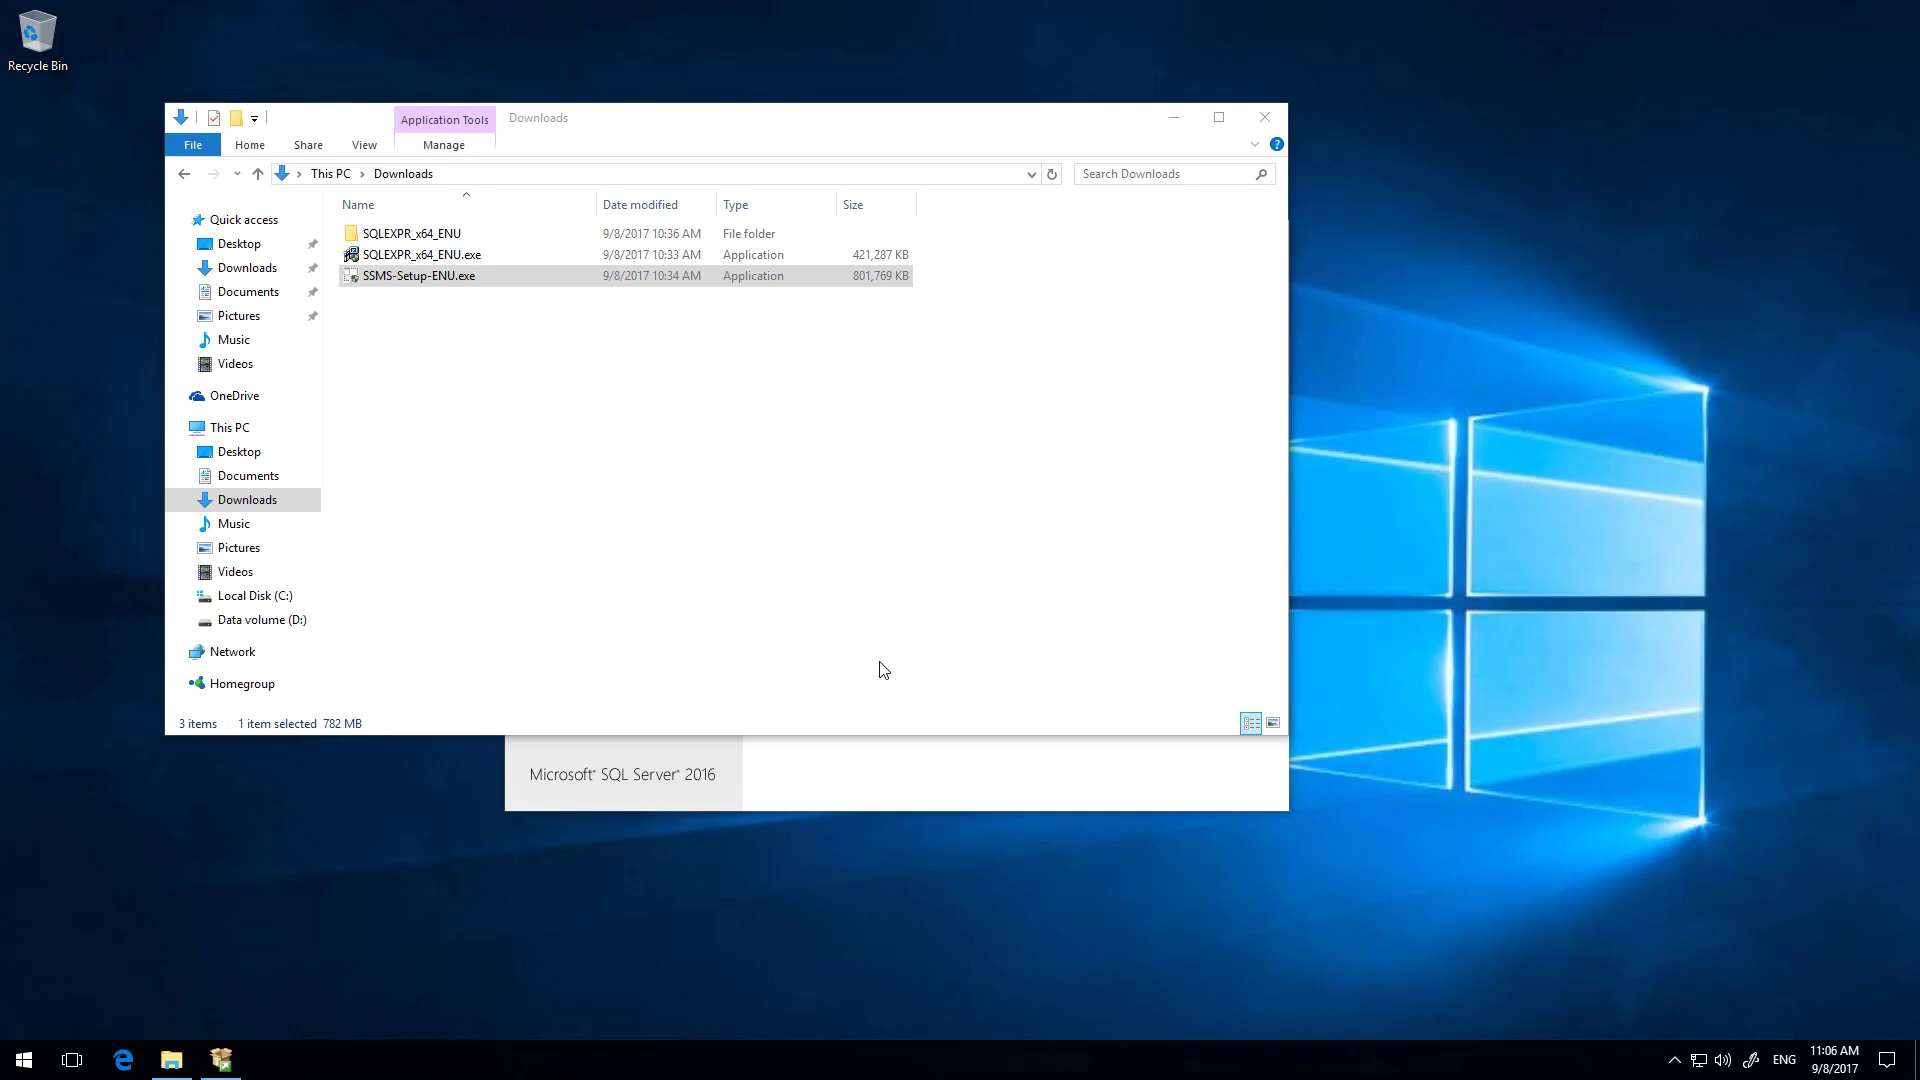 Recycle Bin
Application Tools
Downloads
File
Home
Share
View
Manage
This PC
Downloads
Search Downloads
Name
Date modified
Type
Size
SQLEXPR_x64_ENU
9/8/2017 10:36 AM
File folder
SQLEXPR_x64_ENU.exe
9/8/2017 10:33 AM
Application
421,287 KB
SSMS-Setup-ENU.exe
9/8/2017 10:34 AM
Application
801,769 KB
Quick access
Desktop
Downloads
Documents
Pictures
Music
Videos
OneDrive
This PC
Desktop
Documents
Downloads
Music
Pictures
Videos
Local Disk (C:)
Data volume (D:)
Network
Homegroup
3 items
1 item selected 782 MB
Microsoft® SQL Server® 2016
ENG
11:06 AM
9/8/2017